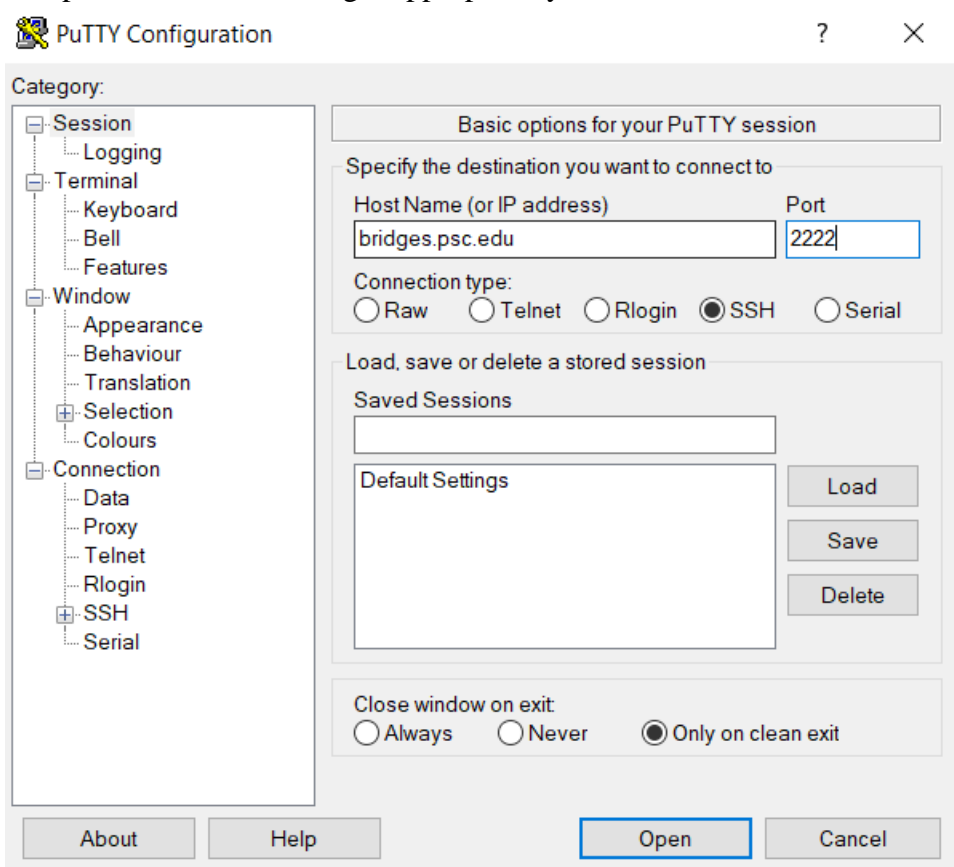 PuTTY Configuration ? ×
Category:
Session
Logging
Terminal
Keyboard
Bell
Features
Window
Appearance
Behaviour
Translation
Selection
Colours
Connection
Data
Proxy
Telnet
Rlogin
SSH
Serial
Basic options for your PuTTY session
Specify the destination you want to connect to
Host Name (or IP address) Port
bridges.psc.edu 2222
Connection type:
Raw Telnet Rlogin SSH Serial
Load, save or delete a stored session
Saved Sessions
Default Settings
Load
Save
Delete
Close window on exit:
Always Never Only on clean exit
About Help Open Cancel